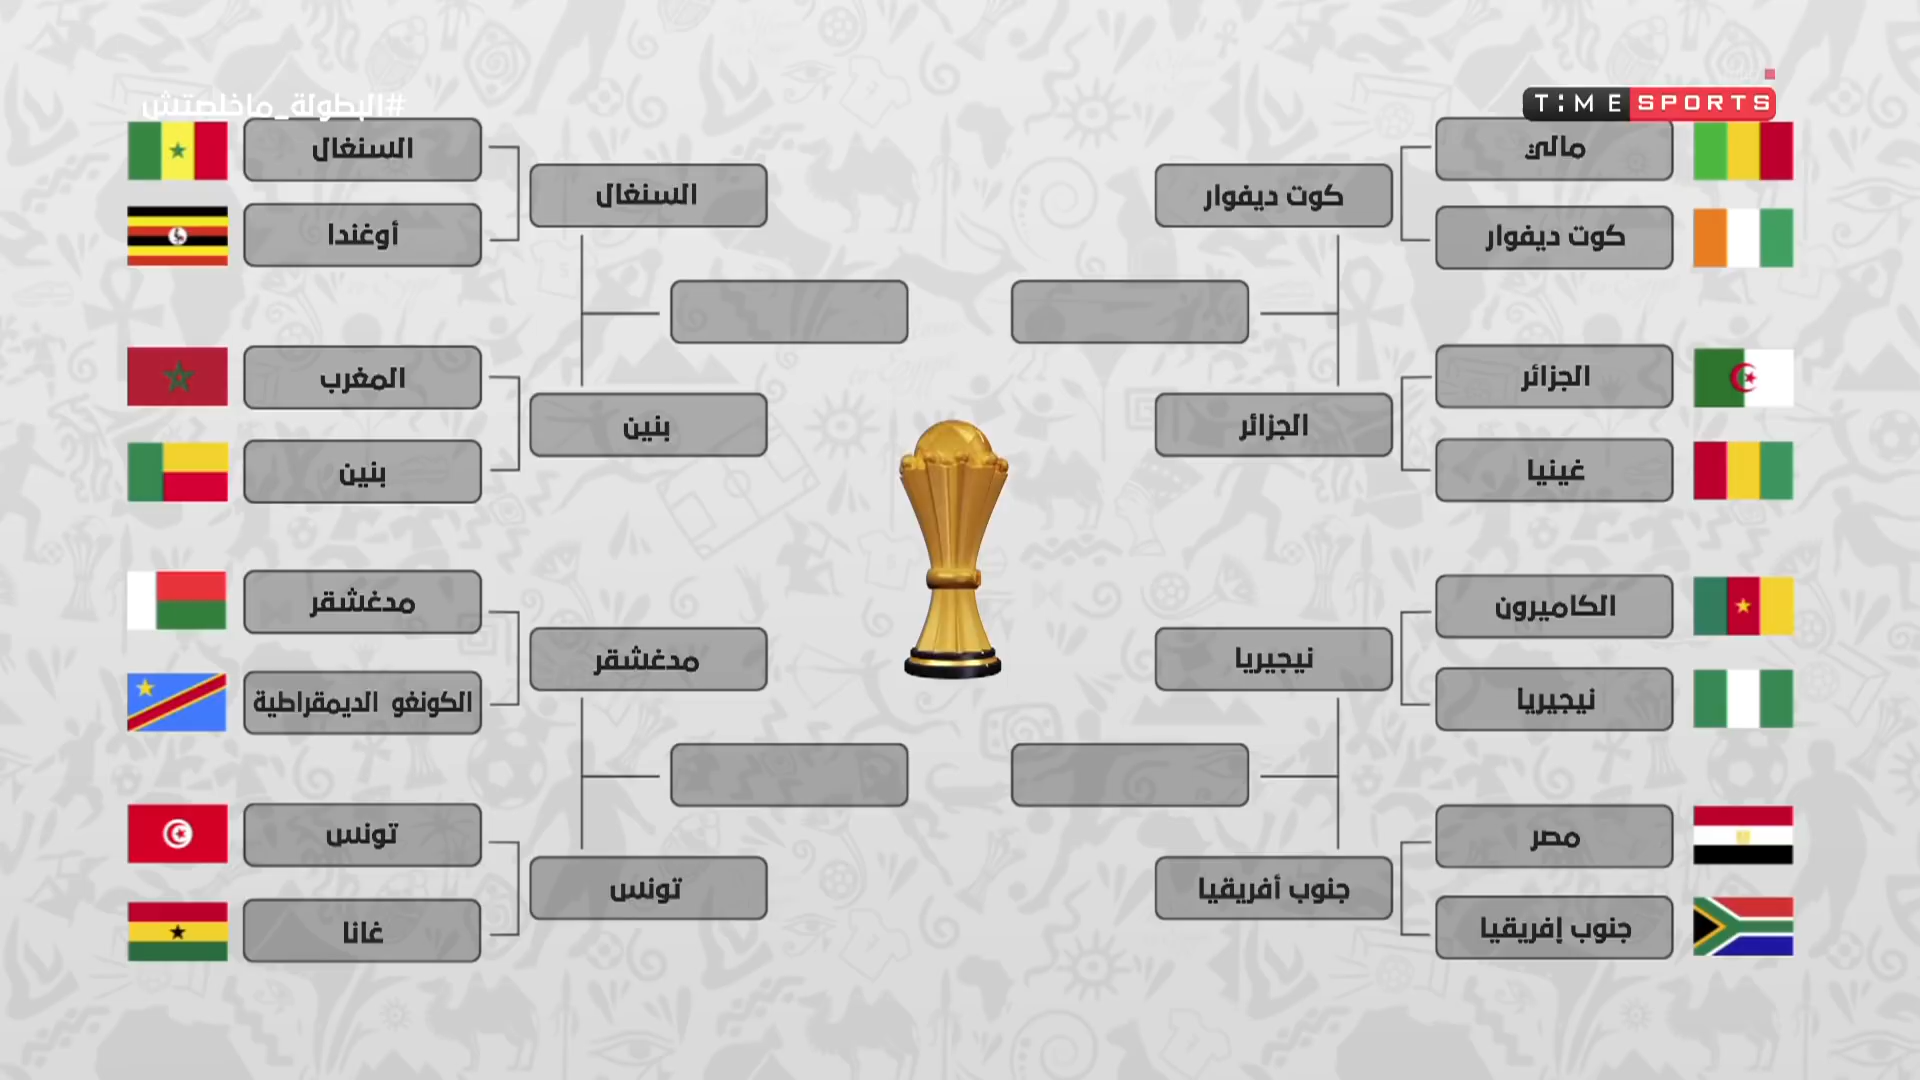 #البطولة_ماخلصتش
TIME SPORTS
السنغال
أوغندا
السنغال
المغرب
بنين
بنين
مدغشقر
الكونغو الديمقراطية
مدغشقر
تونس
غانا
تونس
مالي
كوت ديفوار
كوت ديفوار
الجزائر
غينيا
الجزائر
الكاميرون
نيجيريا
نيجيريا
مصر
جنوب إفريقيا
جنوب أفريقيا